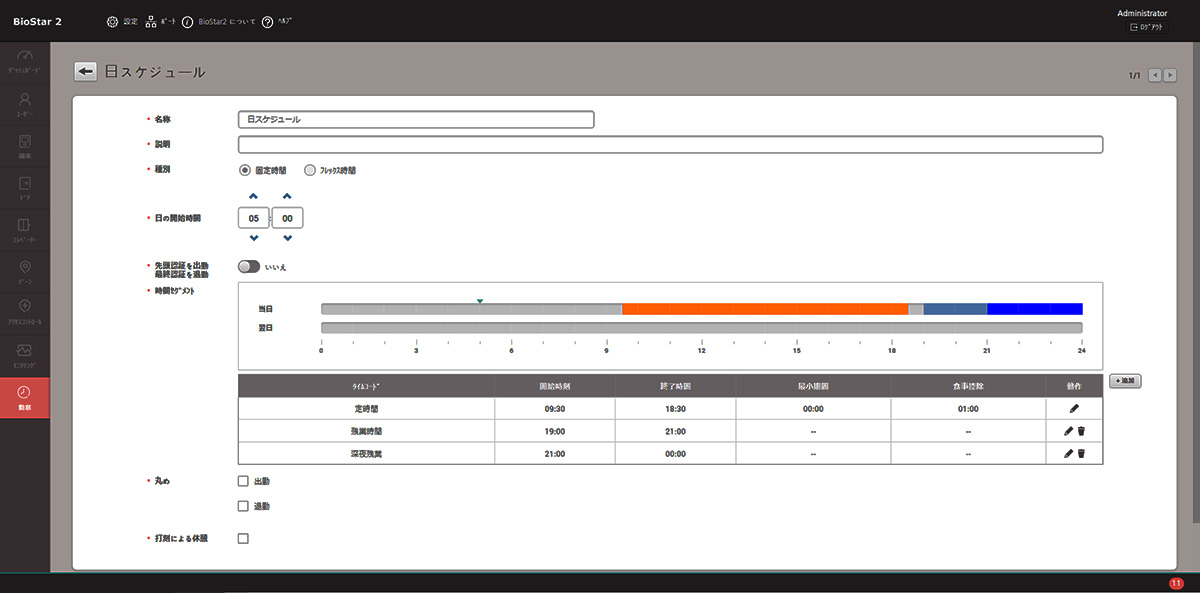 BioStar 2
設定
ポート
BioStar2 について
ヘルプ
Administrator
ログアウト
ダッシュボード
ユーザー
端末
ドア
エレベーター
ゾーン
アクセスコントロール
モニタリング
勤怠
日スケジュール
1/1
名称
日スケジュール
説明
種別
固定時間
フレックス時間
日の開始時間
05 : 00
先頭認証を出勤
最終認証を退勤
いいえ
時間セグメント
当日
翌日
0 3 6 9 12 15 18 21 24
タイムコード 開始時刻 終了時間 最小期間 食事控除 動作
+ 追加
定時間 09:30 18:30 00:00 01:00
残業時間 19:00 21:00 -- --
深夜残業 21:00 00:00 -- --
丸め
出勤
退勤
打刻による休憩
11